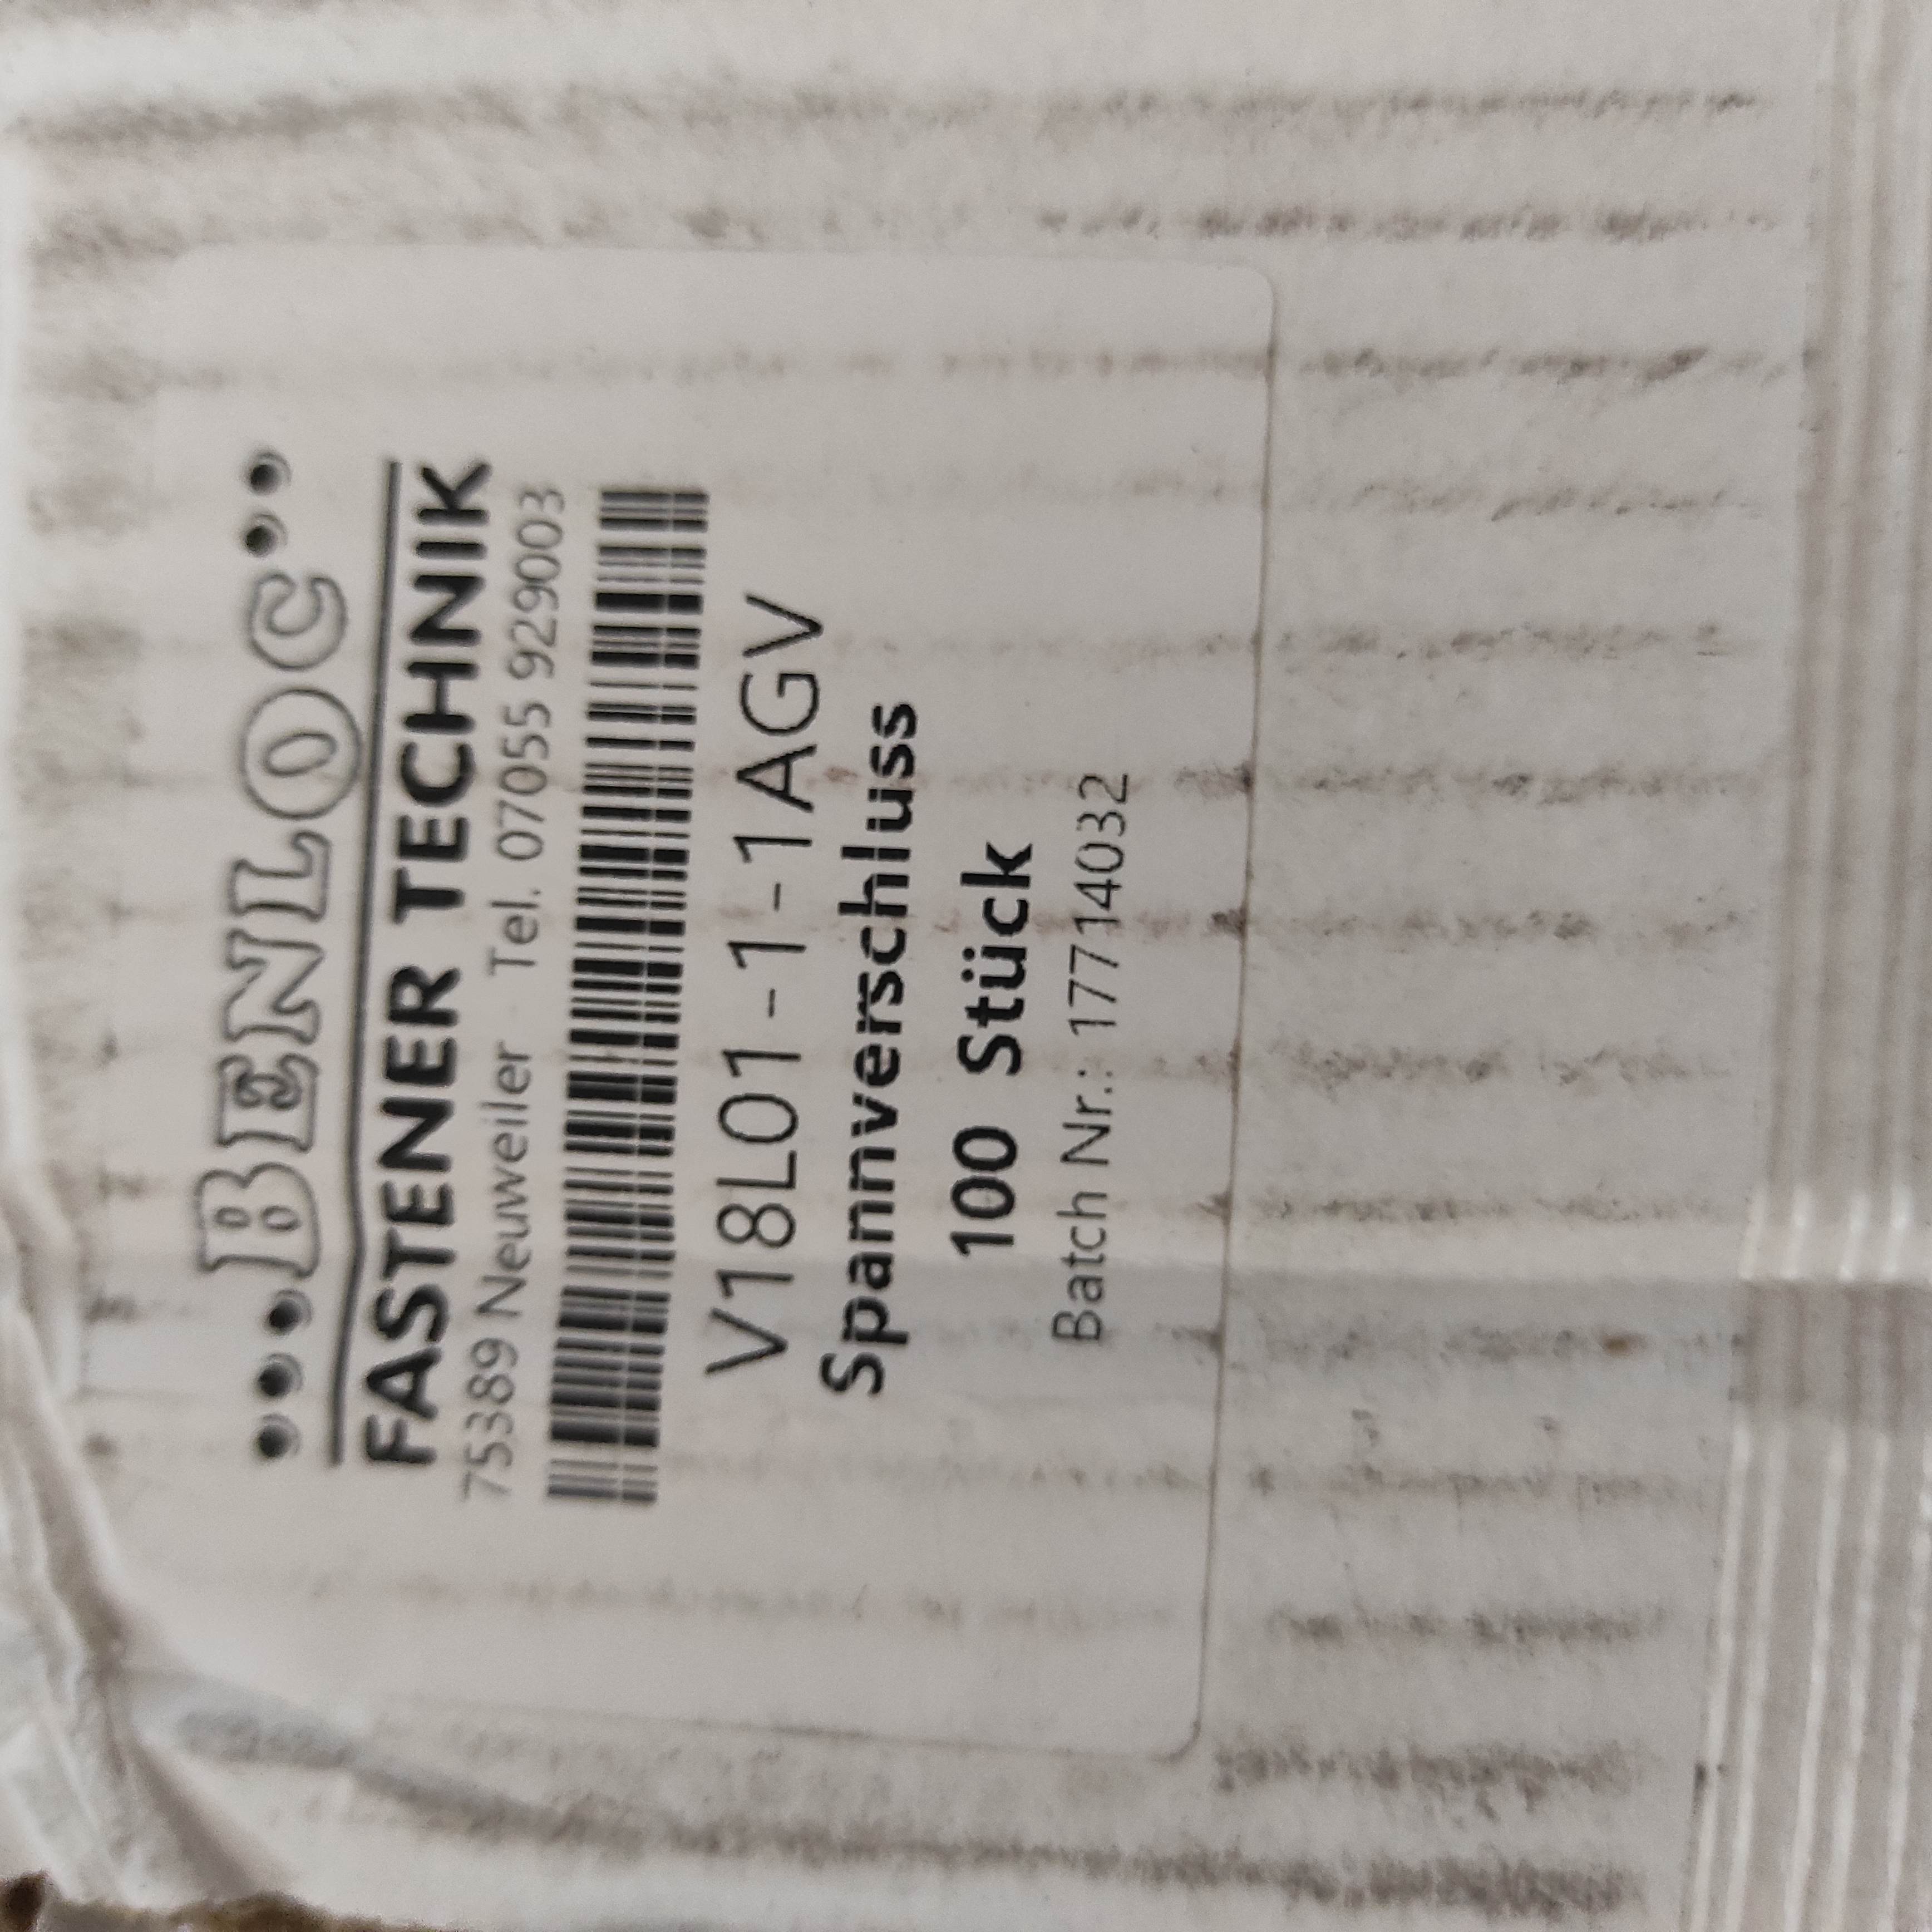 BENLOC
FASTENER TECHNIK
75389 Neuweiler Tel. 07055 929003
V18L01-1-1AGV
Spannverschluss
100 Stück
Batch Nr.: 17714032